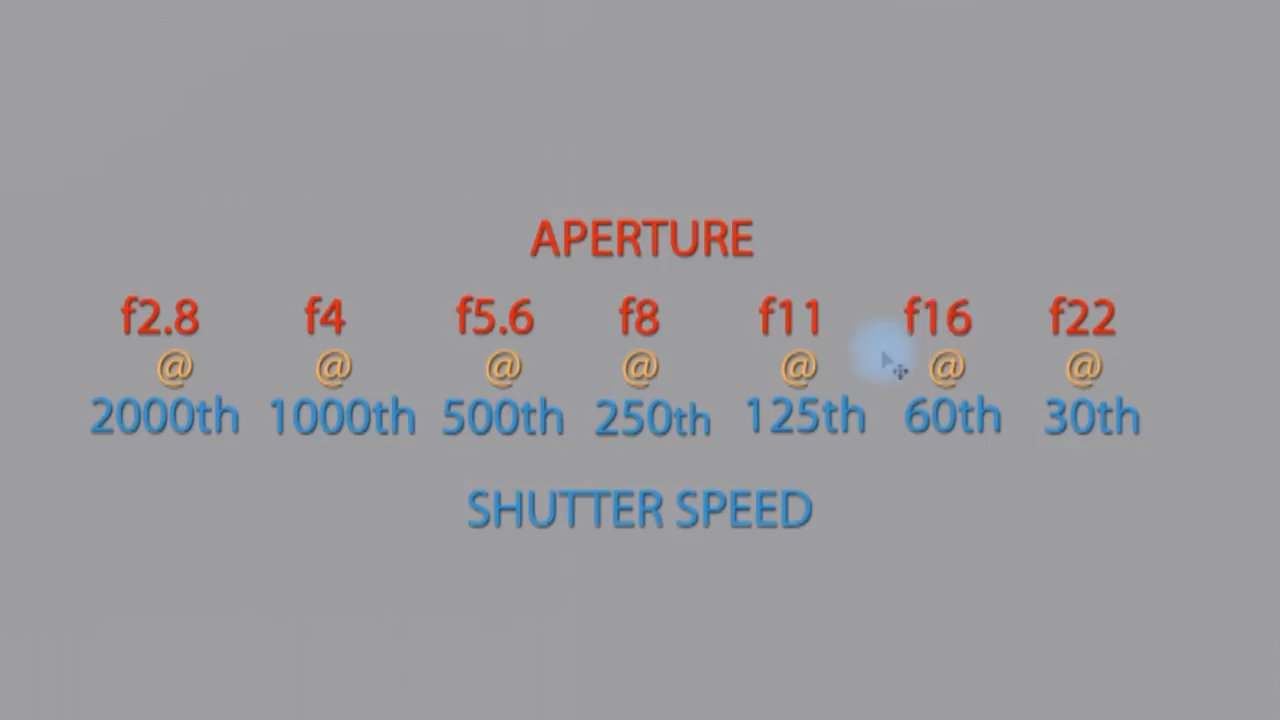 APERTURE
f2.8 f4 f5.6 f8 f11 f16 f22
@ @ @ @ @ @ @
2000th 1000th 500th 250th 125th 60th 30th
SHUTTER SPEED